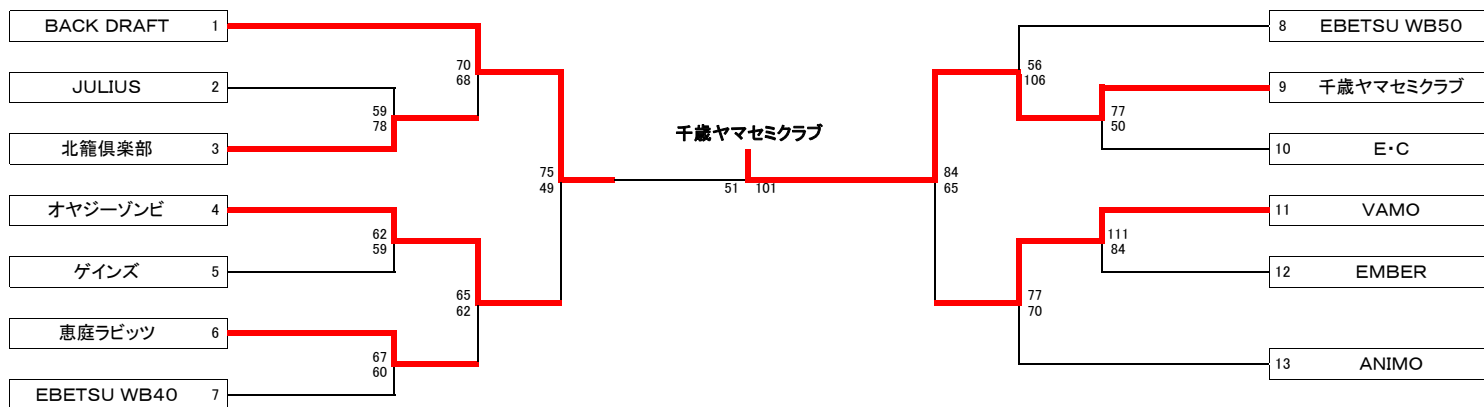 BACK DRAFT 1
JULIUS 2
北籠倶楽部 3
オヤジーゾンビ 4
ゲインズ 5
恵庭ラビッツ 6
EBETSU WB40 7
70
68
59
78
62
59
65
62
67
60
75
49
千歳ヤマセミクラブ
51 101
84
65
56
106
77
50
111
84
77
70
8 EBETSU WB50
9 千歳ヤマセミクラブ
10 E・C
11 VAMO
12 EMBER
13 ANIMO